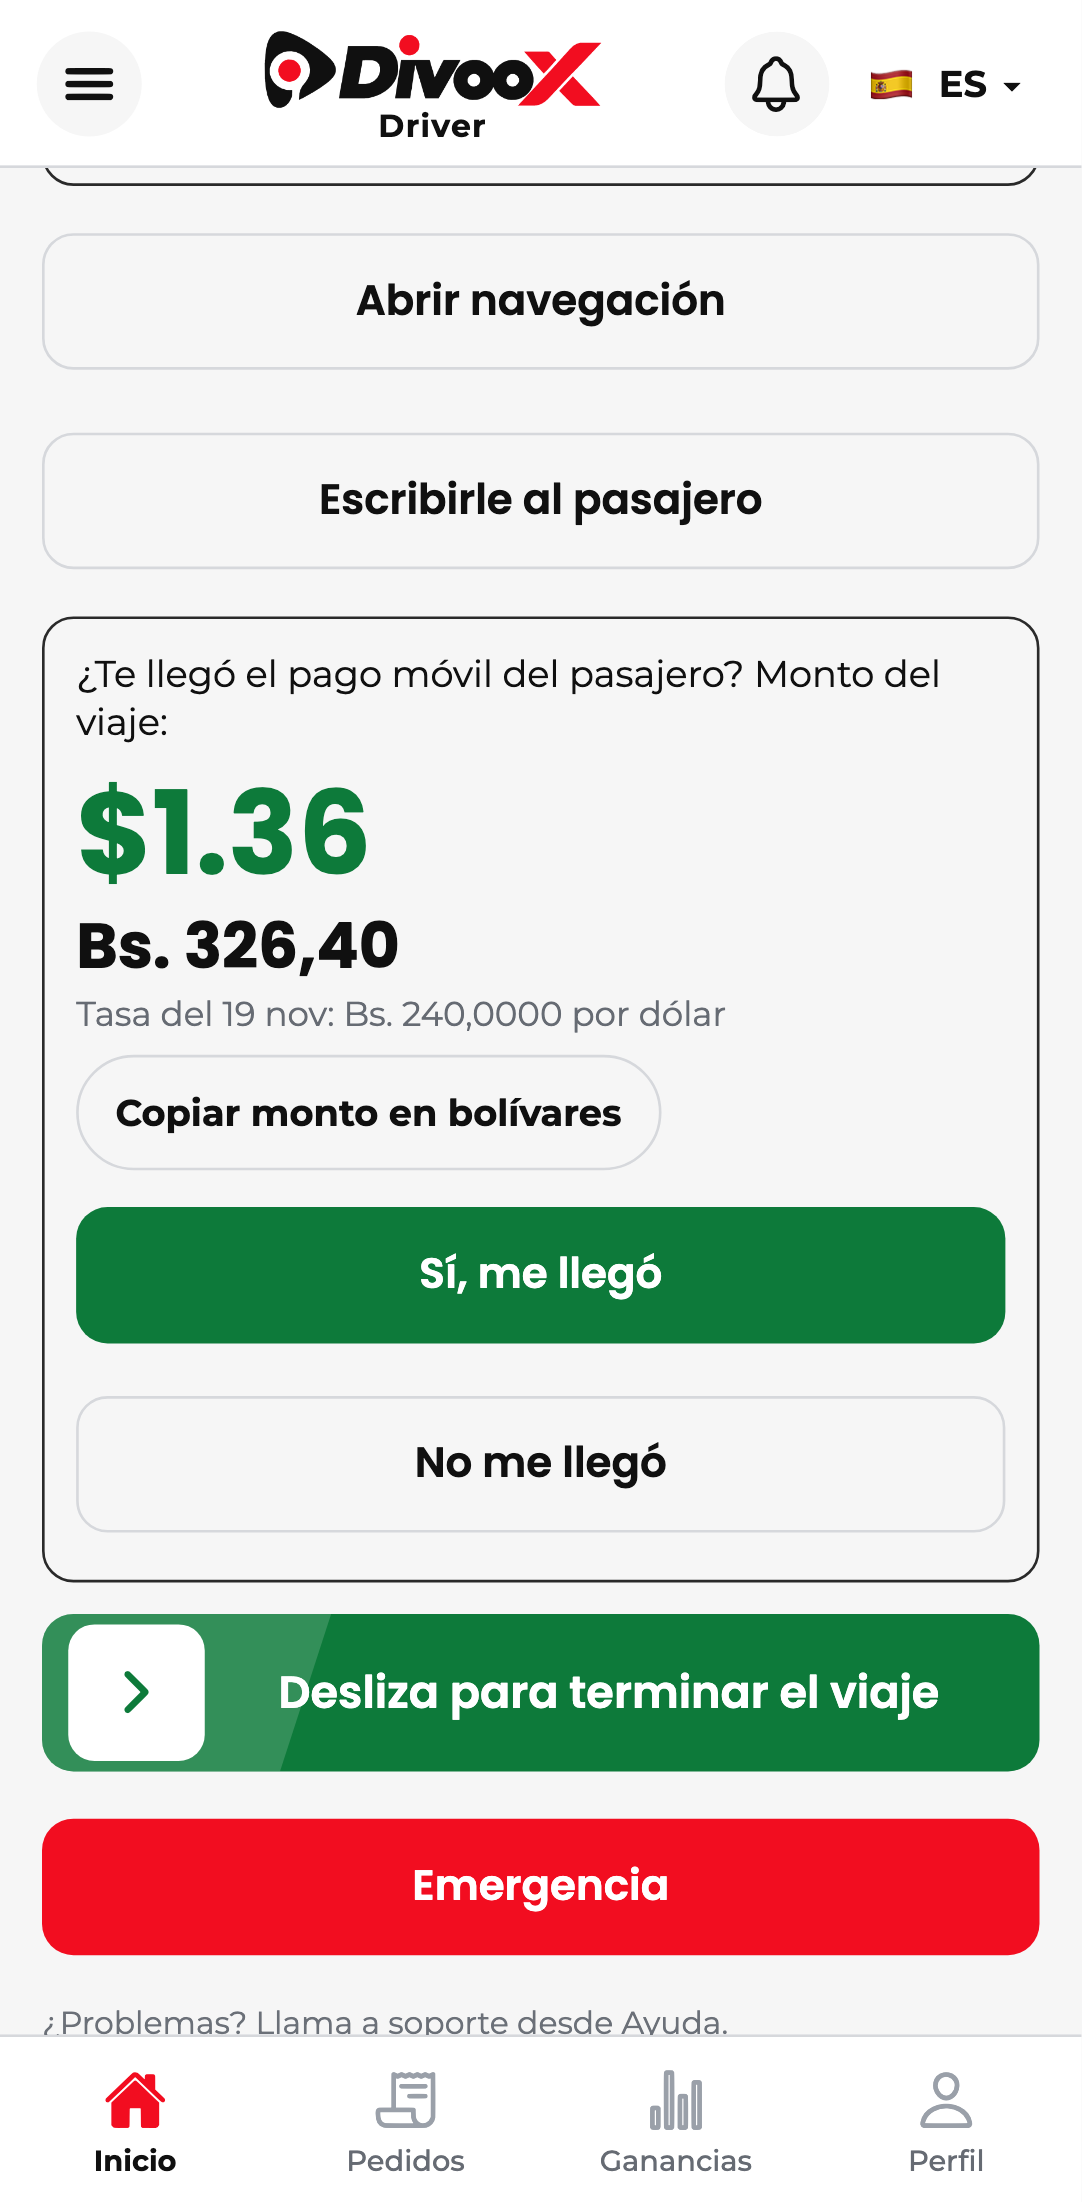 DivooX
Driver
ES
Abrir navegación
Escribirle al pasajero
¿Te llegó el pago móvil del pasajero? Monto del
viaje:
$1.36
Bs. 326,40
Tasa del 19 nov: Bs. 240,0000 por dólar
Copiar monto en bolívares
Sí, me llegó
No me llegó
Desliza para terminar el viaje
Emergencia
¿Problemas? Llama a soporte desde Ayuda.
Inicio
Pedidos
Ganancias
Perfil